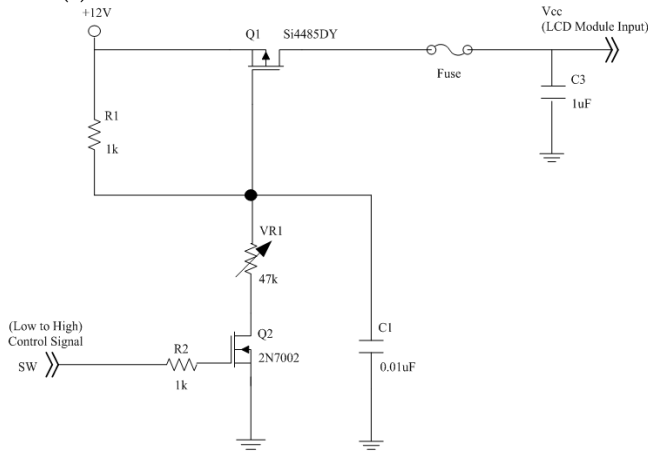 +12V
Q1
Si4485DY
Vcc
(LCD Module Input)
Fuse
C3
1uF
R1
1k
VR1
47k
(Low to High)
Control Signal
SW
R2
1k
Q2
2N7002
C1
0.01uF